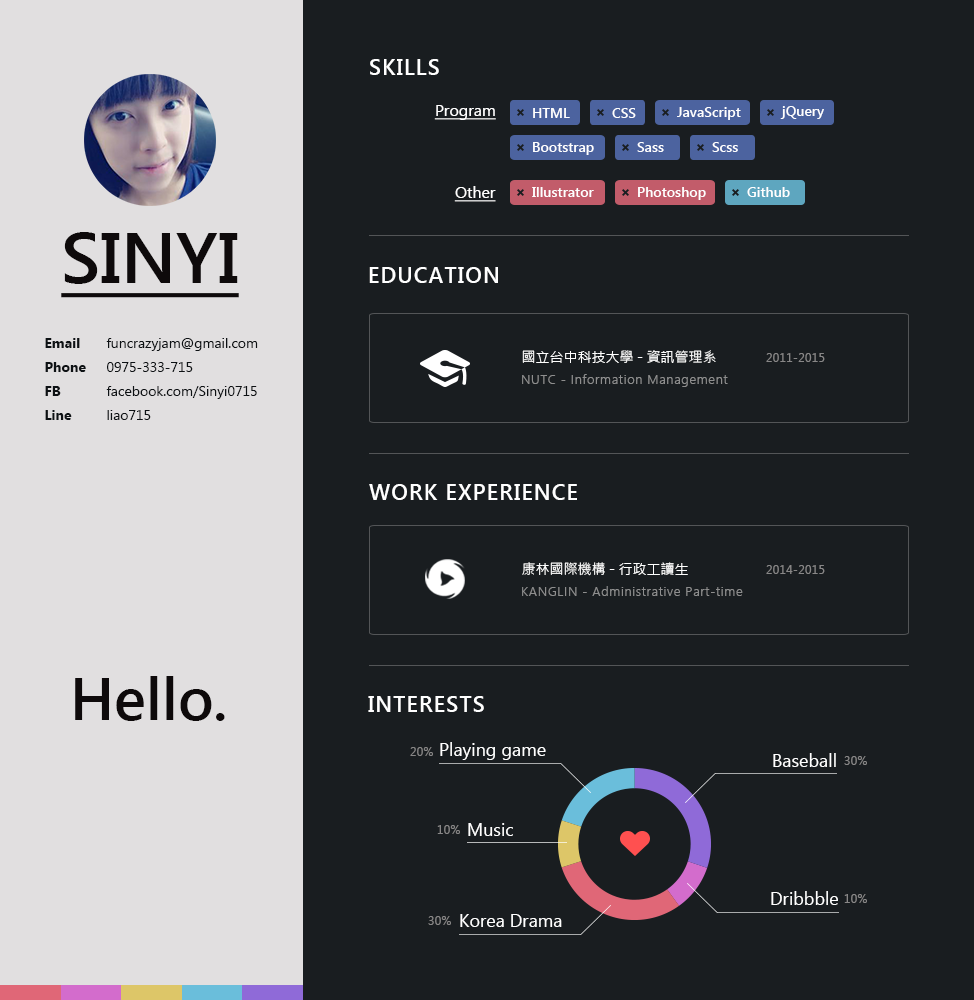 SINYI
Email funcrazyjam@gmail.com
Phone 0975-333-715
FB facebook.com/Sinyi0715
Line liao715
Hello.
SKILLS
Program × HTML × CSS × JavaScript × jQuery
× Bootstrap × Sass × Scss
Other × Illustrator × Photoshop × Github
EDUCATION
國立台中科技大學 - 資訊管理系 2011-2015
NUTC - Information Management
WORK EXPERIENCE
康林國際機構 - 行政工讀生 2014-2015
KANGLIN - Administrative Part-time
INTERESTS
20% Playing game
Baseball 30%
10% Music
Dribbble 10%
30% Korea Drama